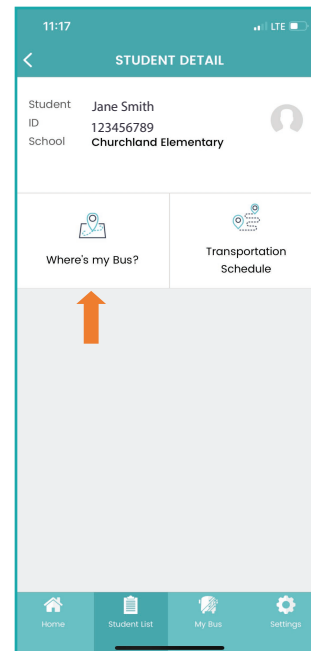 11:17 LTE
STUDENT DETAIL
Student Jane Smith
ID 123456789
School Churchland Elementary
Where's my Bus?
Transportation
Schedule
Home Student List My Bus Settings